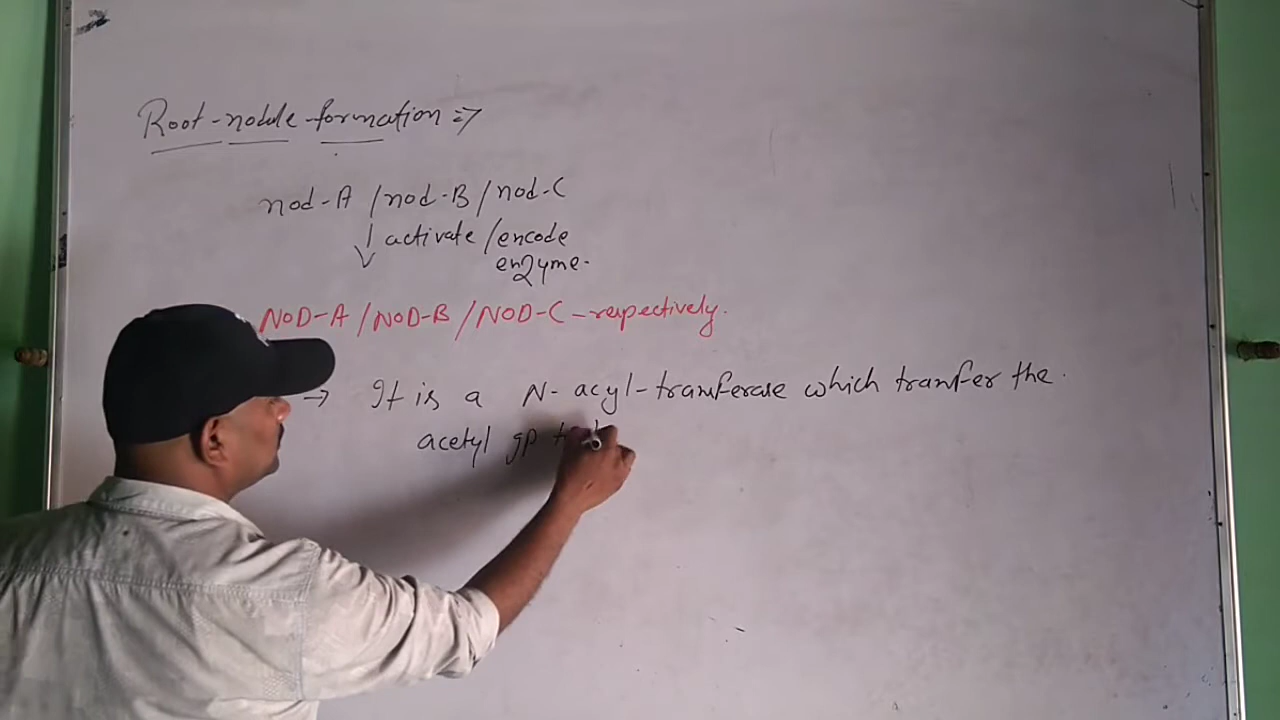 Root-nodule formation =>
nod-A / nod-B / nod-C
activate / encode
enzyme.
NOD-A / NOD-B / NOD-C - respectively.
→ It is a N-acyl-tranferase which tranfer the
acetyl gp